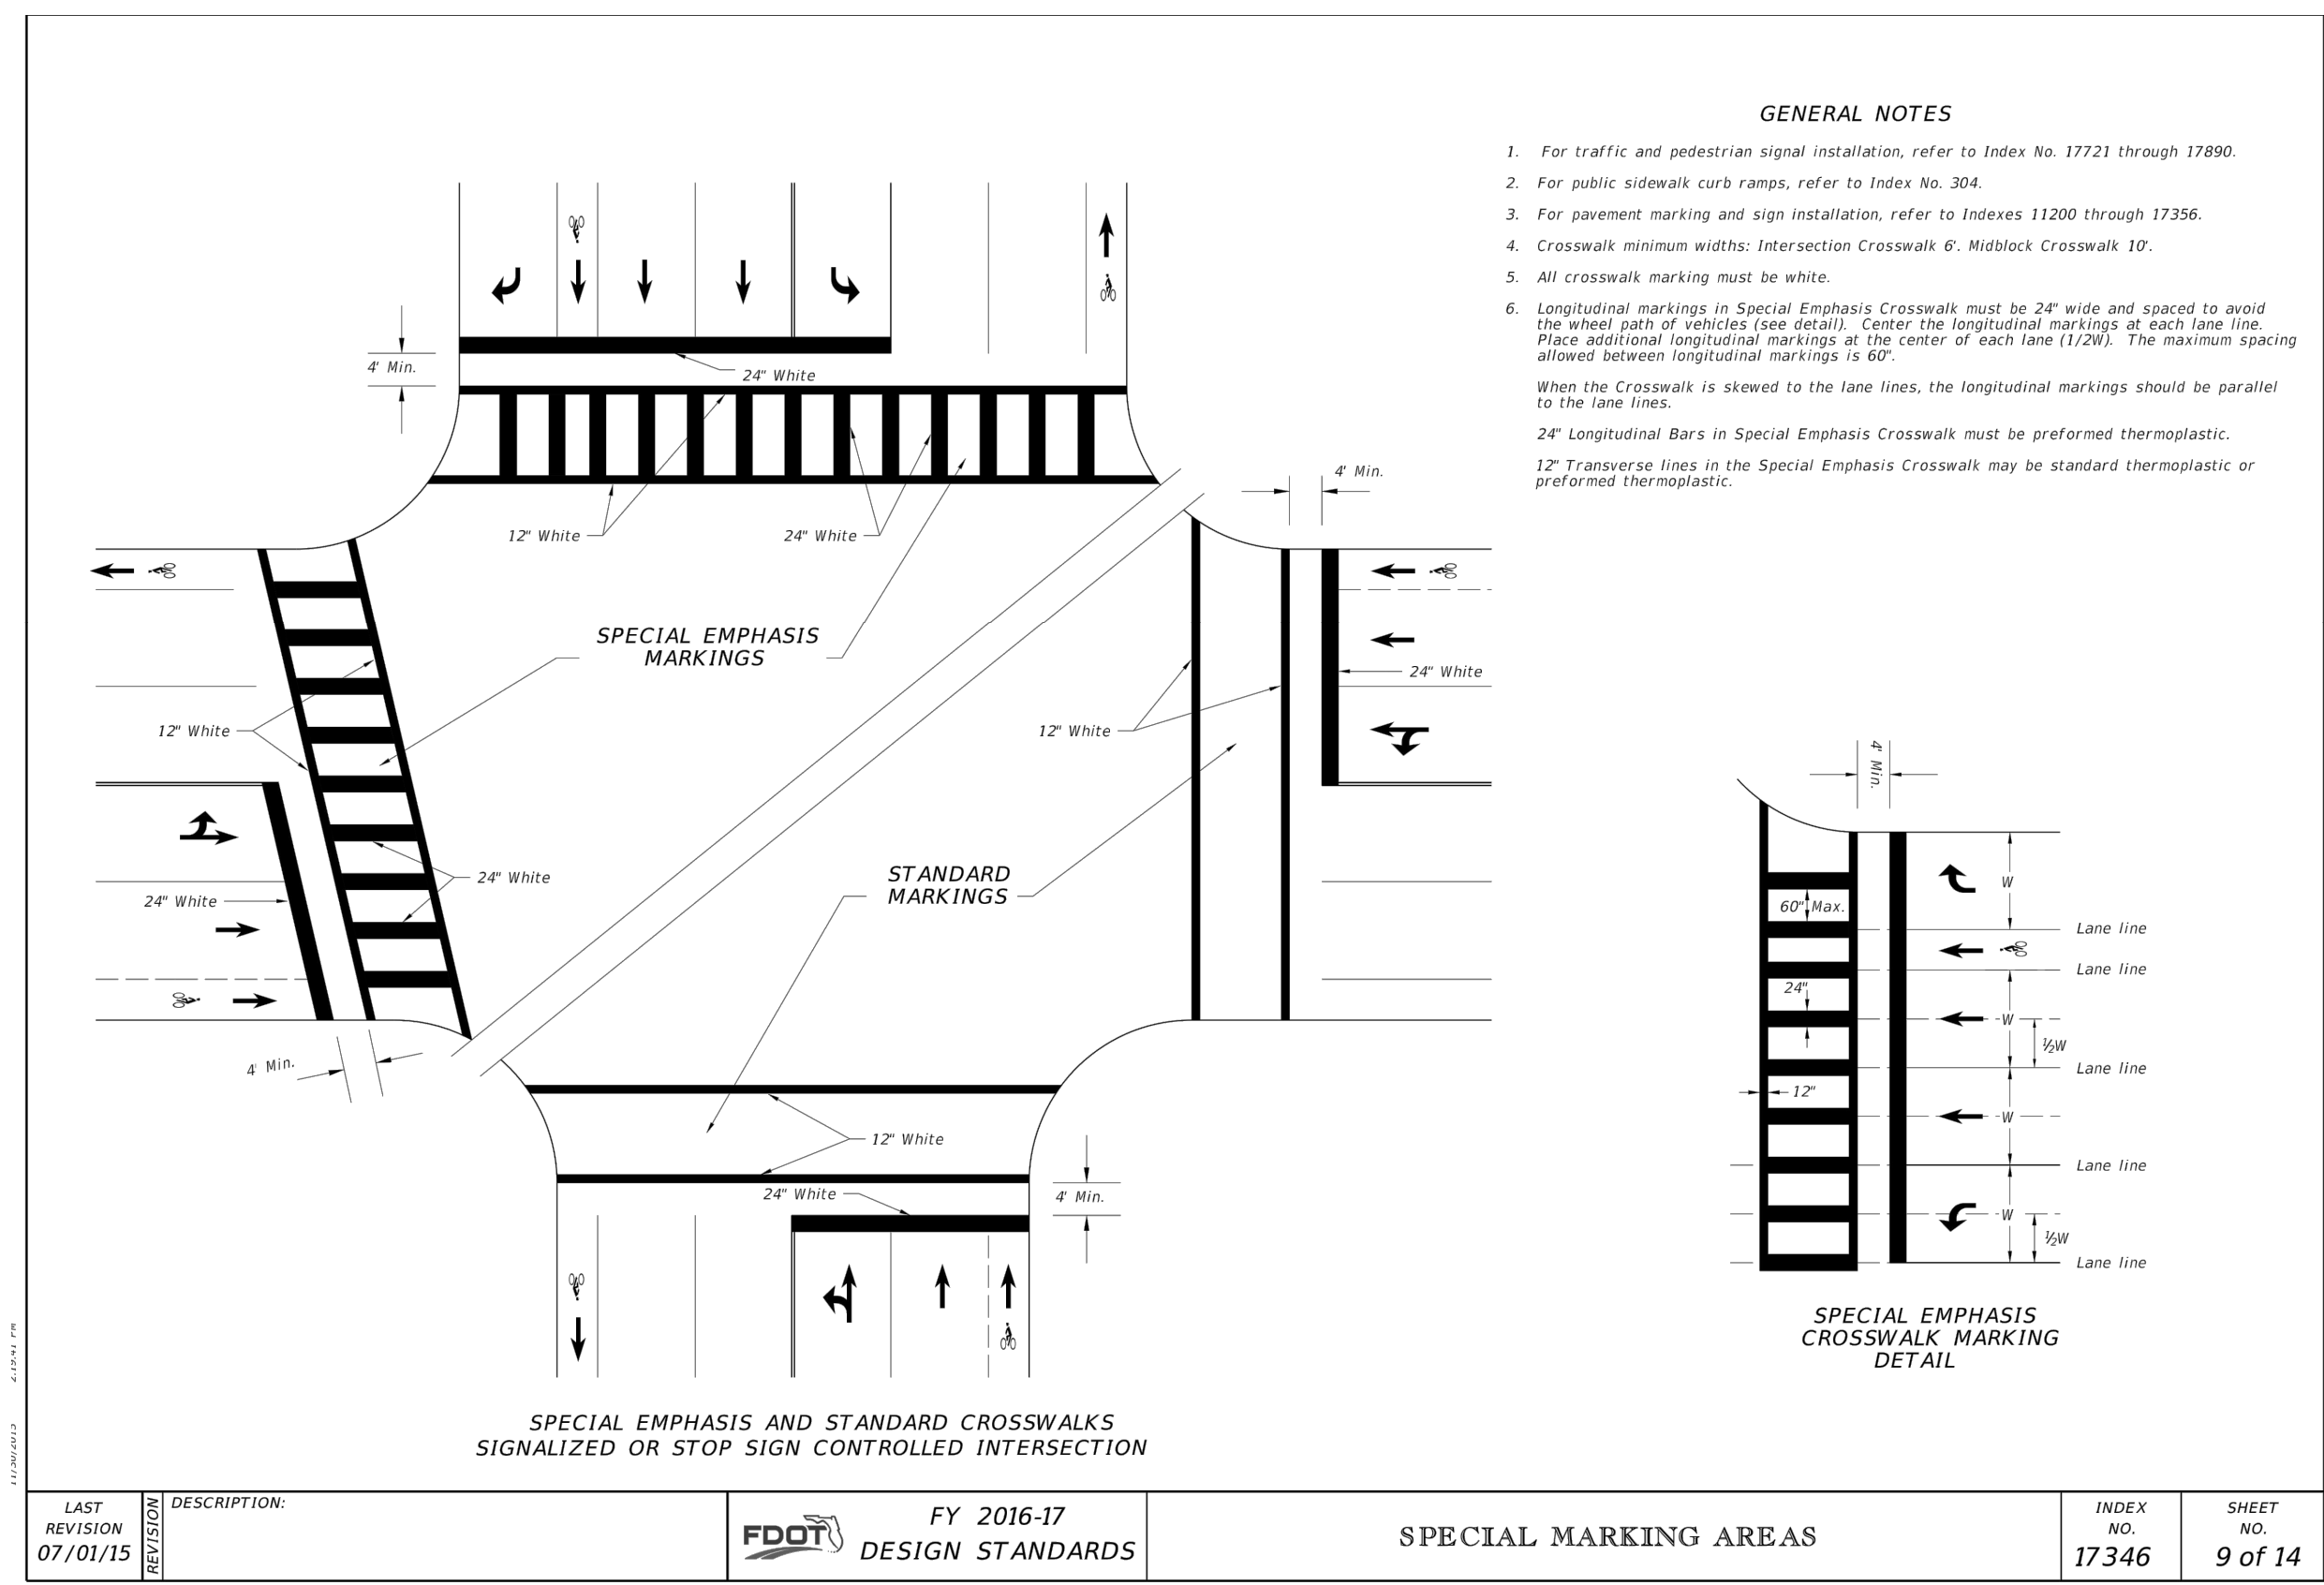 GENERAL NOTES
1. For traffic and pedestrian signal installation, refer to Index No. 17721 through 17890.
2. For public sidewalk curb ramps, refer to Index No. 304.
3. For pavement marking and sign installation, refer to Indexes 11200 through 17356.
4. Crosswalk minimum widths: Intersection Crosswalk 6'. Midblock Crosswalk 10'.
5. All crosswalk marking must be white.
6. Longitudinal markings in Special Emphasis Crosswalk must be 24" wide and spaced to avoid
the wheel path of vehicles (see detail). Center the longitudinal markings at each lane line.
Place additional longitudinal markings at the center of each lane (1/2W). The maximum spacing
allowed between longitudinal markings is 60".
When the Crosswalk is skewed to the lane lines, the longitudinal markings should be parallel
to the lane lines.
24" Longitudinal Bars in Special Emphasis Crosswalk must be preformed thermoplastic.
12" Transverse lines in the Special Emphasis Crosswalk may be standard thermoplastic or
preformed thermoplastic.
4' Min.
24" White
12" White
24" White
4' Min.
SPECIAL EMPHASIS
MARKINGS
24" White
12" White
12" White
STANDARD
MARKINGS
24" White
24" White
4' Min.
12" White
24" White
4' Min.
4' Min.
W
60" Max.
Lane line
Lane line
24"
W
½W
Lane line
12"
W
Lane line
W
½W
Lane line
SPECIAL EMPHASIS
CROSSWALK MARKING
DETAIL
SPECIAL EMPHASIS AND STANDARD CROSSWALKS
SIGNALIZED OR STOP SIGN CONTROLLED INTERSECTION
LAST
REVISION
07/01/15
REVISION
DESCRIPTION:
FDOT
FY 2016-17
DESIGN STANDARDS
SPECIAL MARKING AREAS
INDEX
NO.
17346
SHEET
NO.
9 of 14